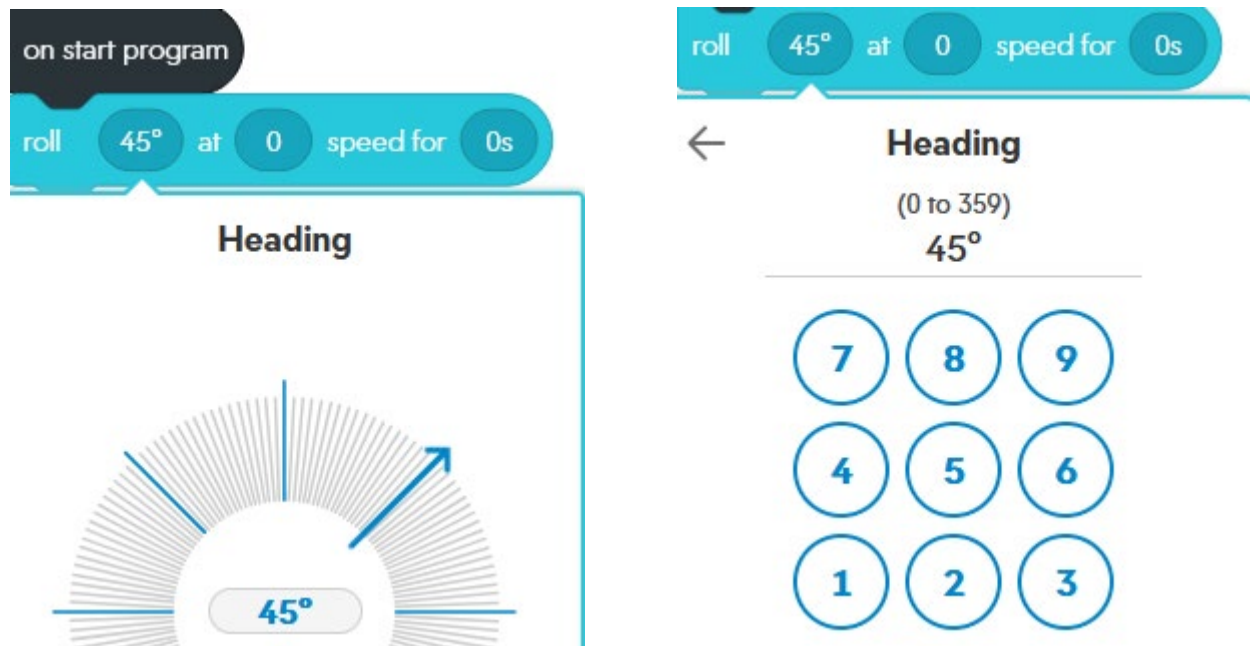 on start program
roll 45° at 0 speed for 0s
Heading
45°
roll 45° at 0 speed for 0s
Heading
(0 to 359)
45°
7 8 9
4 5 6
1 2 3